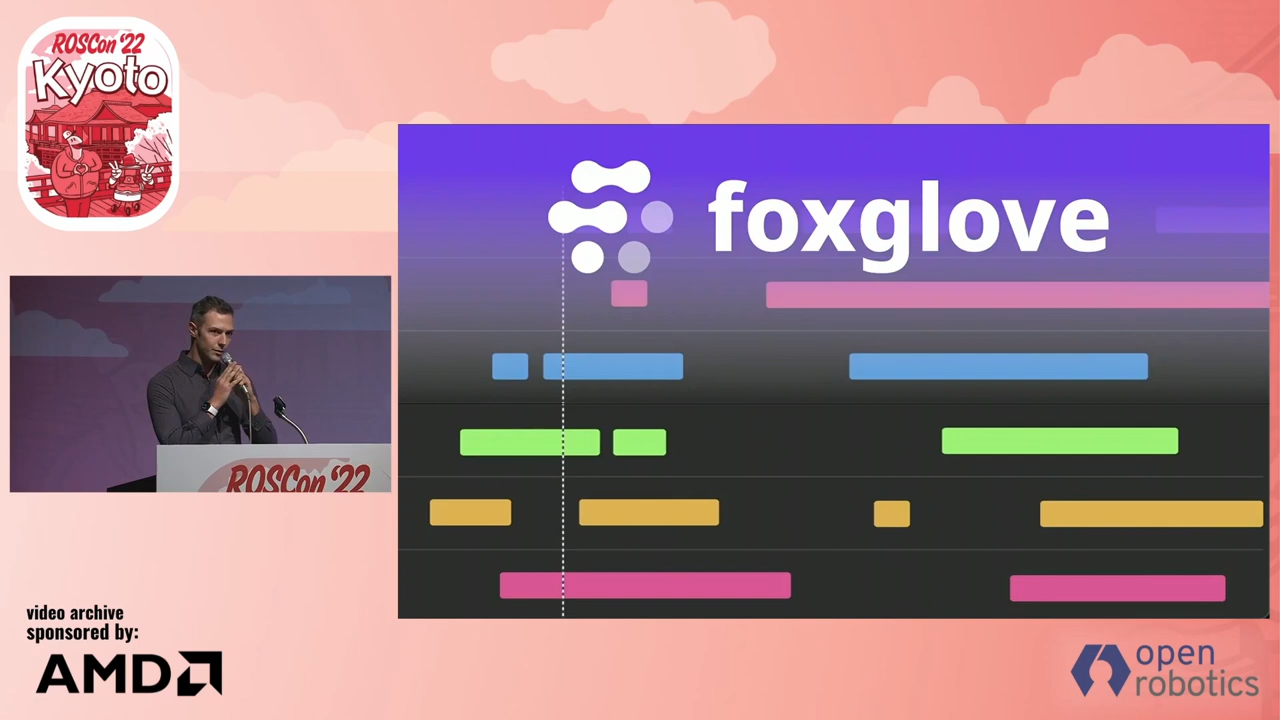 ROSCon '22
Kyoto
foxglove
ROSCon '22
video archive
sponsored by:
AMD
open
robotics